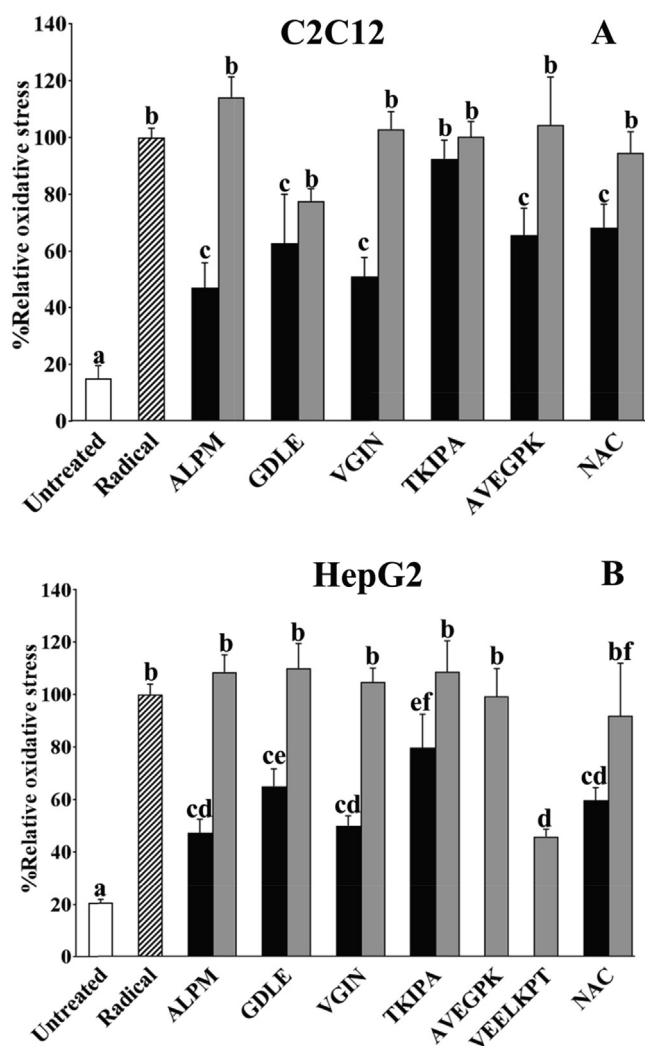 C2C12 A
%Relative oxidative stress
140
120
100
80
60
40
20
0
a
b
c
b
c
b
c
b
b
b
c
b
c
b
Untreated
Radical
ALPM
GDLE
VGIN
TKIPA
AVEGPK
NAC
HepG2 B
%Relative oxidative stress
140
120
100
80
60
40
20
0
a
b
cd
b
ce
b
cd
b
ef
b
b
d
cd
bf
Untreated
Radical
ALPM
GDLE
VGIN
TKIPA
AVEGPK
VEELKPT
NAC